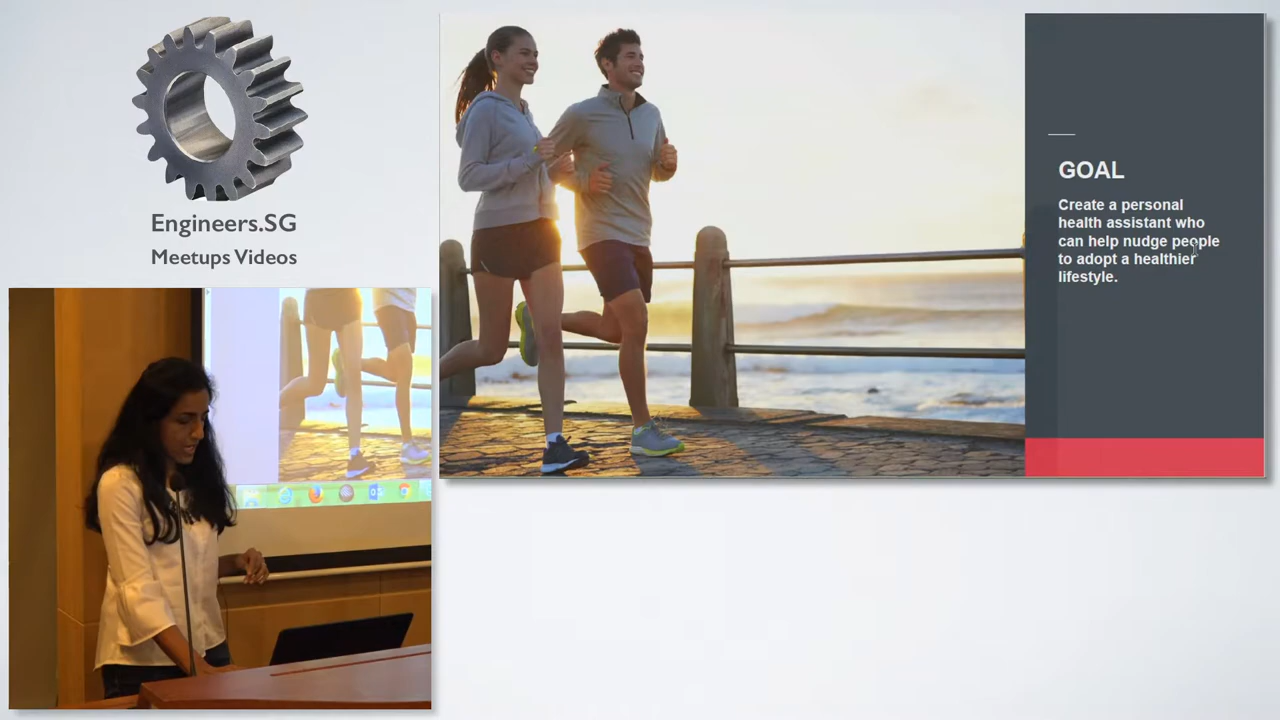 Engineers.SG
Meetups Videos
GOAL
Create a personal
health assistant who
can help nudge people
to adopt a healthier
lifestyle.